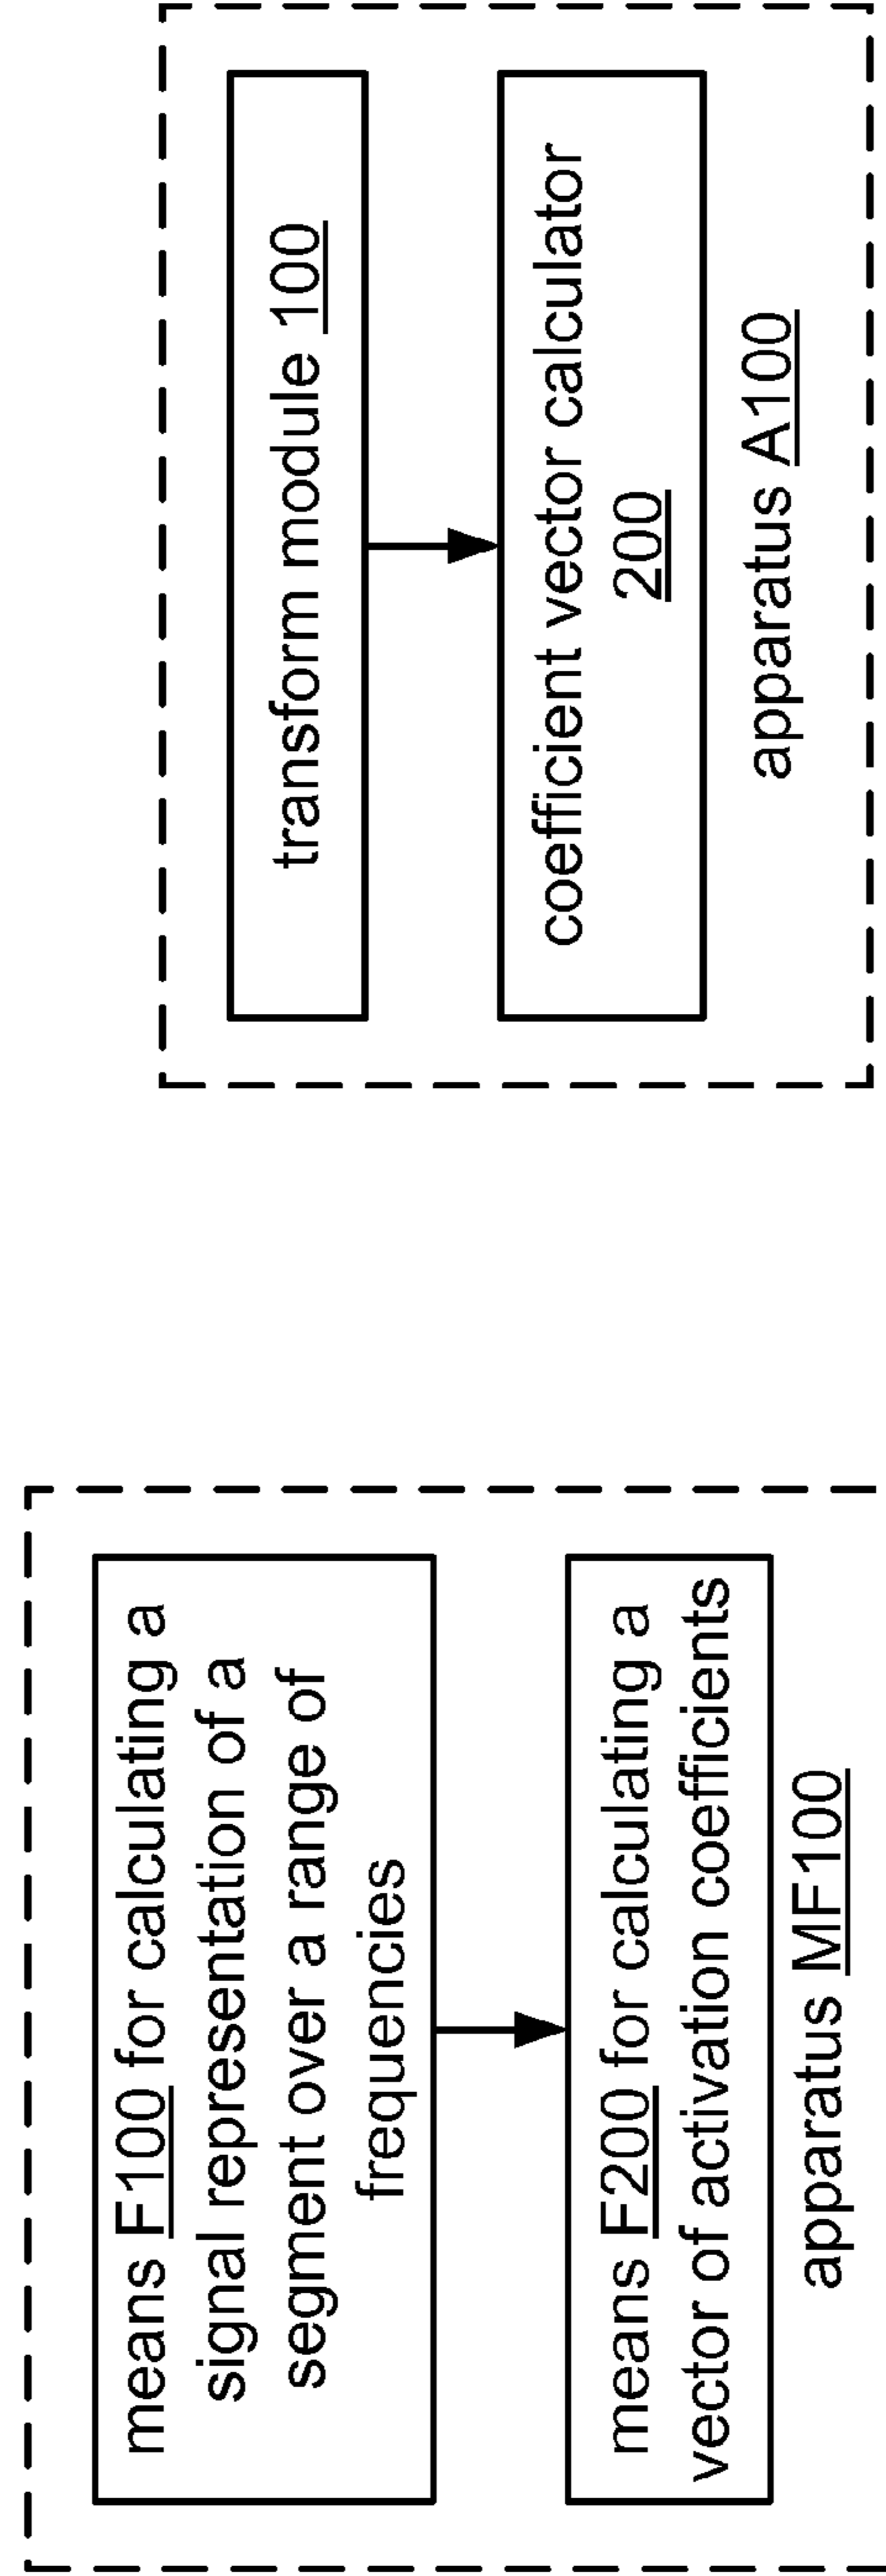 means F100 for calculating a
signal representation of a
segment over a range of
frequencies
means F200 for calculating a
vector of activation coefficients
apparatus MF100
transform module 100
coefficient vector calculator
200
apparatus A100